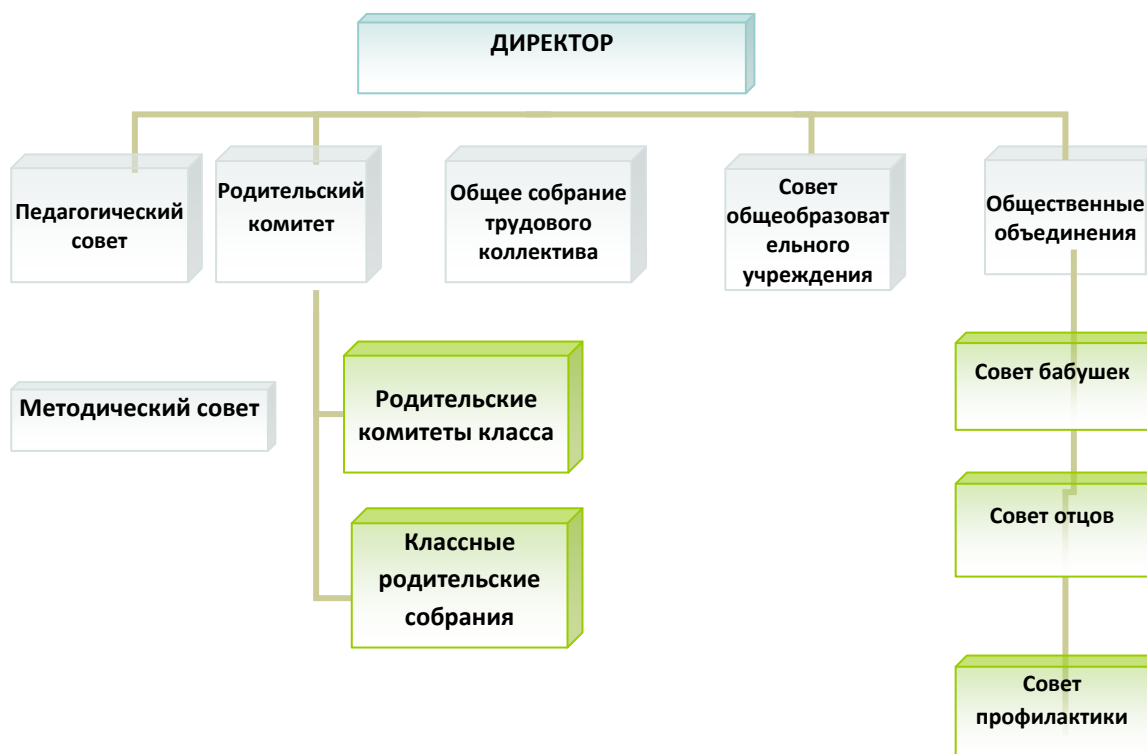 ДИРЕКТОР
Педагогический
совет
Родительский
комитет
Общее собрание
трудового
коллектива
Совет
общеобразоват
ельного
учреждения
Общественные
объединения
Методический совет
Родительские
комитеты класса
Классные
родительские
собрания
Совет бабушек
Совет отцов
Совет
профилактики